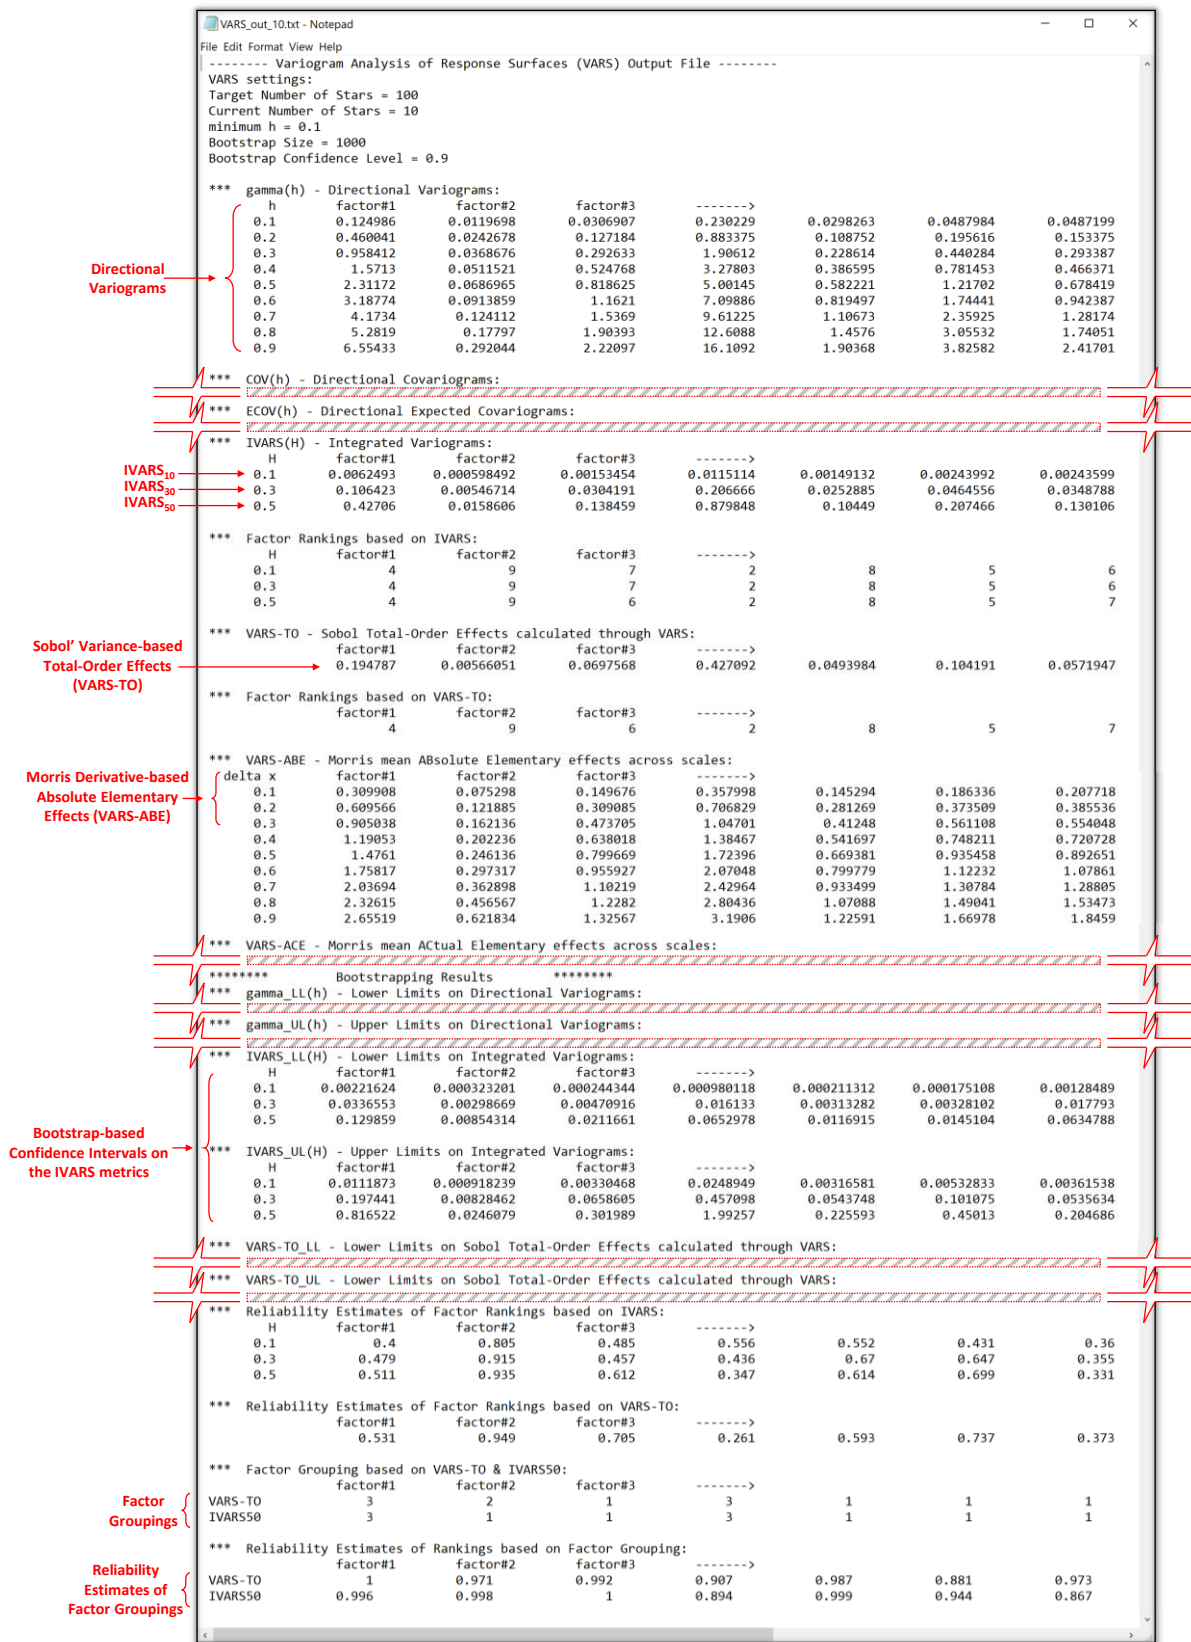 VARS_out_10.txt - Notepad
File Edit Format View Help
-------- Variogram Analysis of Response Surfaces (VARS) Output File --------
VARS settings:
Target Number of Stars = 100
Current Number of Stars = 10
minimum h = 0.1
Bootstrap Size = 1000
Bootstrap Confidence Level = 0.9
*** gamma(h) - Directional Variograms:
h factor#1 factor#2 factor#3 ------->
0.1 0.124986 0.0119698 0.0306907 0.230229 0.0298263 0.0487984 0.0487199
0.2 0.460041 0.0242678 0.127184 0.883375 0.108752 0.195616 0.153375
0.3 0.958412 0.0368676 0.292633 1.90612 0.228614 0.440284 0.293387
0.4 1.5713 0.0511521 0.524768 3.27803 0.386595 0.781453 0.466371
0.5 2.31172 0.0686965 0.818625 5.00145 0.582221 1.21702 0.678419
0.6 3.18774 0.0913859 1.1621 7.09886 0.819497 1.74441 0.942387
0.7 4.1734 0.124112 1.5369 9.61225 1.10673 2.35925 1.28174
0.8 5.2819 0.17797 1.90393 12.6088 1.4576 3.05532 1.74051
0.9 6.55433 0.292044 2.22097 16.1092 1.90368 3.82582 2.41701
Directional
Variograms
*** COV(h) - Directional Covariograms:
*** ECOV(h) - Directional Expected Covariograms:
*** IVARS(H) - Integrated Variograms:
H factor#1 factor#2 factor#3 ------->
IVARS10 0.1 0.0062493 0.000598492 0.00153454 0.0115114 0.00149132 0.00243992 0.00243599
IVARS30 0.3 0.106423 0.00546714 0.0304191 0.206666 0.0252885 0.0464556 0.0348788
IVARS50 0.5 0.42706 0.0158606 0.138459 0.879848 0.10449 0.207466 0.130106
*** Factor Rankings based on IVARS:
H factor#1 factor#2 factor#3 ------->
0.1 4 9 7 2 8 5 6
0.3 4 9 7 2 8 5 6
0.5 4 9 6 2 8 5 7
*** VARS-TO - Sobol Total-Order Effects calculated through VARS:
factor#1 factor#2 factor#3 ------->
0.194787 0.00566051 0.0697568 0.427092 0.0493984 0.104191 0.0571947
Sobol' Variance-based
Total-Order Effects
(VARS-TO)
*** Factor Rankings based on VARS-TO:
factor#1 factor#2 factor#3 ------->
4 9 6 2 8 5 7
*** VARS-ABE - Morris mean ABsolute Elementary effects across scales:
delta x factor#1 factor#2 factor#3 ------->
0.1 0.309908 0.075298 0.149676 0.357998 0.145294 0.186336 0.207718
0.2 0.609566 0.121885 0.309085 0.706829 0.281269 0.373509 0.385536
0.3 0.905038 0.162136 0.473705 1.04701 0.41248 0.561108 0.554048
0.4 1.19053 0.202236 0.638018 1.38467 0.541697 0.748211 0.720728
0.5 1.4761 0.246136 0.799669 1.72396 0.669381 0.935458 0.892651
0.6 1.75817 0.297317 0.955927 2.07048 0.799779 1.12232 1.07861
0.7 2.03694 0.362898 1.10219 2.42964 0.933499 1.30784 1.28805
0.8 2.32615 0.456567 1.2282 2.80436 1.07088 1.49041 1.53473
0.9 2.65519 0.621834 1.32567 3.1906 1.22591 1.66978 1.8459
Morris Derivative-based
Absolute Elementary
Effects (VARS-ABE)
*** VARS-ACE - Morris mean ACtual Elementary effects across scales:
******** Bootstrapping Results ********
*** gamma_LL(h) - Lower Limits on Directional Variograms:
*** gamma_UL(h) - Upper Limits on Directional Variograms:
*** IVARS_LL(H) - Lower Limits on Integrated Variograms:
H factor#1 factor#2 factor#3 ------->
0.1 0.00221624 0.000323201 0.000244344 0.000980118 0.000211312 0.000175108 0.00128489
0.3 0.0336553 0.00298669 0.00470916 0.016133 0.00313282 0.00328102 0.017793
0.5 0.129859 0.00854314 0.0211661 0.0652978 0.0116915 0.0145104 0.0634788
Bootstrap-based
Confidence Intervals on
the IVARS metrics
*** IVARS_UL(H) - Upper Limits on Integrated Variograms:
H factor#1 factor#2 factor#3 ------->
0.1 0.0111873 0.000918239 0.00330468 0.0248949 0.00316581 0.00532833 0.00361538
0.3 0.197441 0.00828462 0.0658605 0.457098 0.0543748 0.101075 0.0535634
0.5 0.816522 0.0246079 0.301989 1.99257 0.225593 0.45013 0.204686
*** VARS-TO_LL - Lower Limits on Sobol Total-Order Effects calculated through VARS:
*** VARS-TO_UL - Lower Limits on Sobol Total-Order Effects calculated through VARS:
*** Reliability Estimates of Factor Rankings based on IVARS:
H factor#1 factor#2 factor#3 ------->
0.1 0.4 0.805 0.485 0.556 0.552 0.431 0.36
0.3 0.479 0.915 0.457 0.436 0.67 0.647 0.355
0.5 0.511 0.935 0.612 0.347 0.614 0.699 0.331
*** Reliability Estimates of Factor Rankings based on VARS-TO:
factor#1 factor#2 factor#3 ------->
0.531 0.949 0.705 0.261 0.593 0.737 0.373
*** Factor Grouping based on VARS-TO & IVARS50:
factor#1 factor#2 factor#3 ------->
VARS-TO 3 2 1 3 1 1 1
IVARS50 3 1 1 3 1 1 1
Factor
Groupings
*** Reliability Estimates of Rankings based on Factor Grouping:
factor#1 factor#2 factor#3 ------->
VARS-TO 1 0.971 0.992 0.907 0.987 0.881 0.973
IVARS50 0.996 0.998 1 0.894 0.999 0.944 0.867
Reliability
Estimates of
Factor Groupings